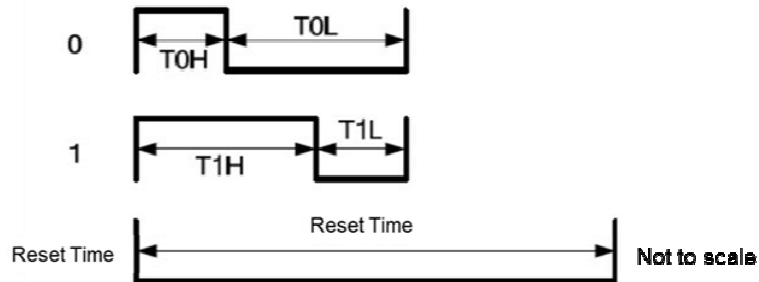 0
T0H
T0L
1
T1H
T1L
Reset Time
Reset Time
Not to scale